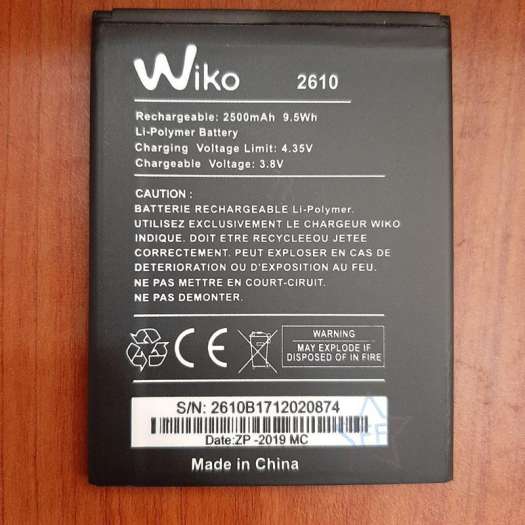 Wiko 2610
Rechargeable: 2500mAh 9.5Wh
Li-Polymer Battery
Charging Voltage Limit: 4.35V
Chargeable Voltage: 3.8V
CAUTION :
BATTERIE RECHARGEABLE Li-Polymer.
UTILISEZ EXCLUSIVEMENT LE CHARGEUR WIKO
INDIQUE. DOIT ETRE RECYCLEEOU JETEE
CORRECTEMENT. PEUT EXPLOSER EN CAS DE
DETERIORATION OU D'EXPOSITION AU FEU.
NE PAS METTRE EN COURT-CIRCUIT.
NE PAS DEMONTER.
CE
WARNING
MAY EXPLODE IF
DISPOSED OF IN FIRE
S/N: 2610B1712020874
Date:ZP -2019 MC
Made in China